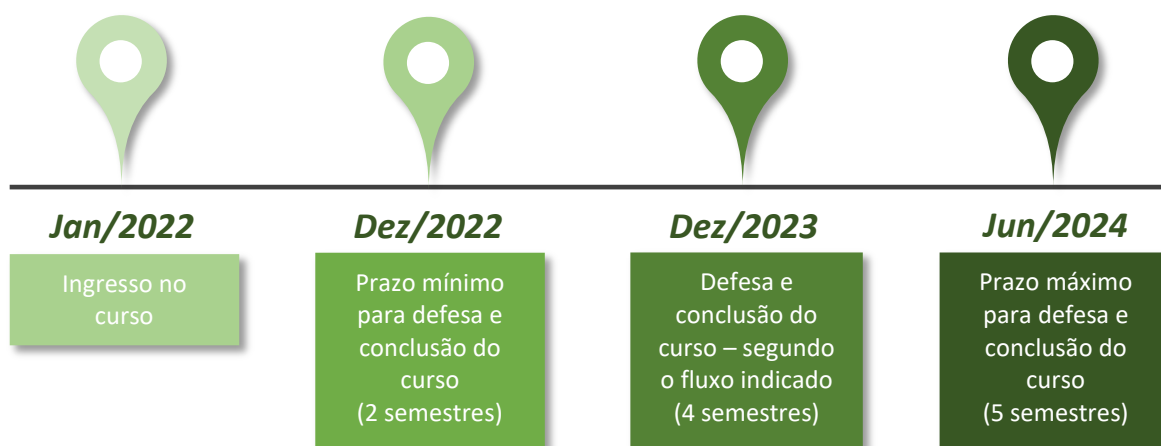 Jan/2022
Ingresso no
curso
Dez/2022
Prazo mínimo
para defesa e
conclusão do
curso
(2 semestres)
Dez/2023
Defesa e
conclusão do
curso – segundo
o fluxo indicado
(4 semestres)
Jun/2024
Prazo máximo
para defesa e
conclusão do
curso
(5 semestres)